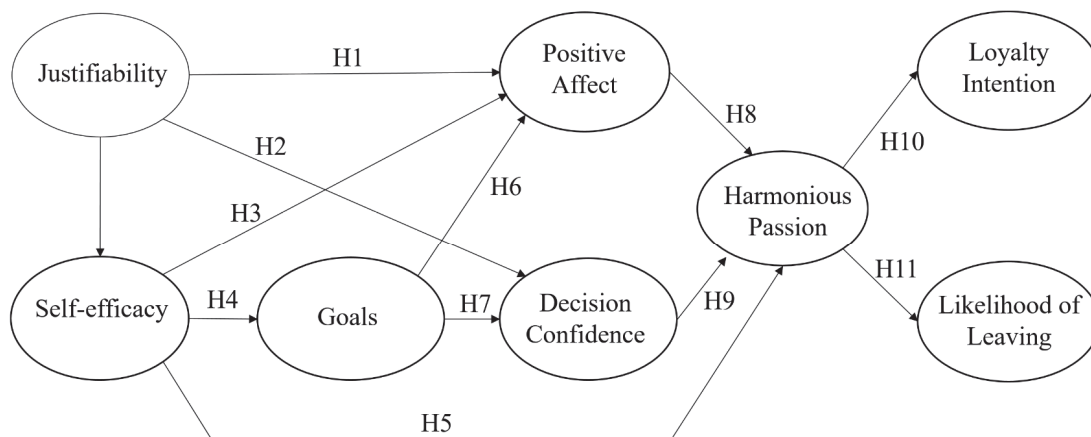 Justifiability
H1
Positive
Affect
Loyalty
Intention
H2
H8
H10
H3
H6
Harmonious
Passion
Self-efficacy
H4
Goals
H7
Decision
Confidence
H9
H11
Likelihood of
Leaving
H5